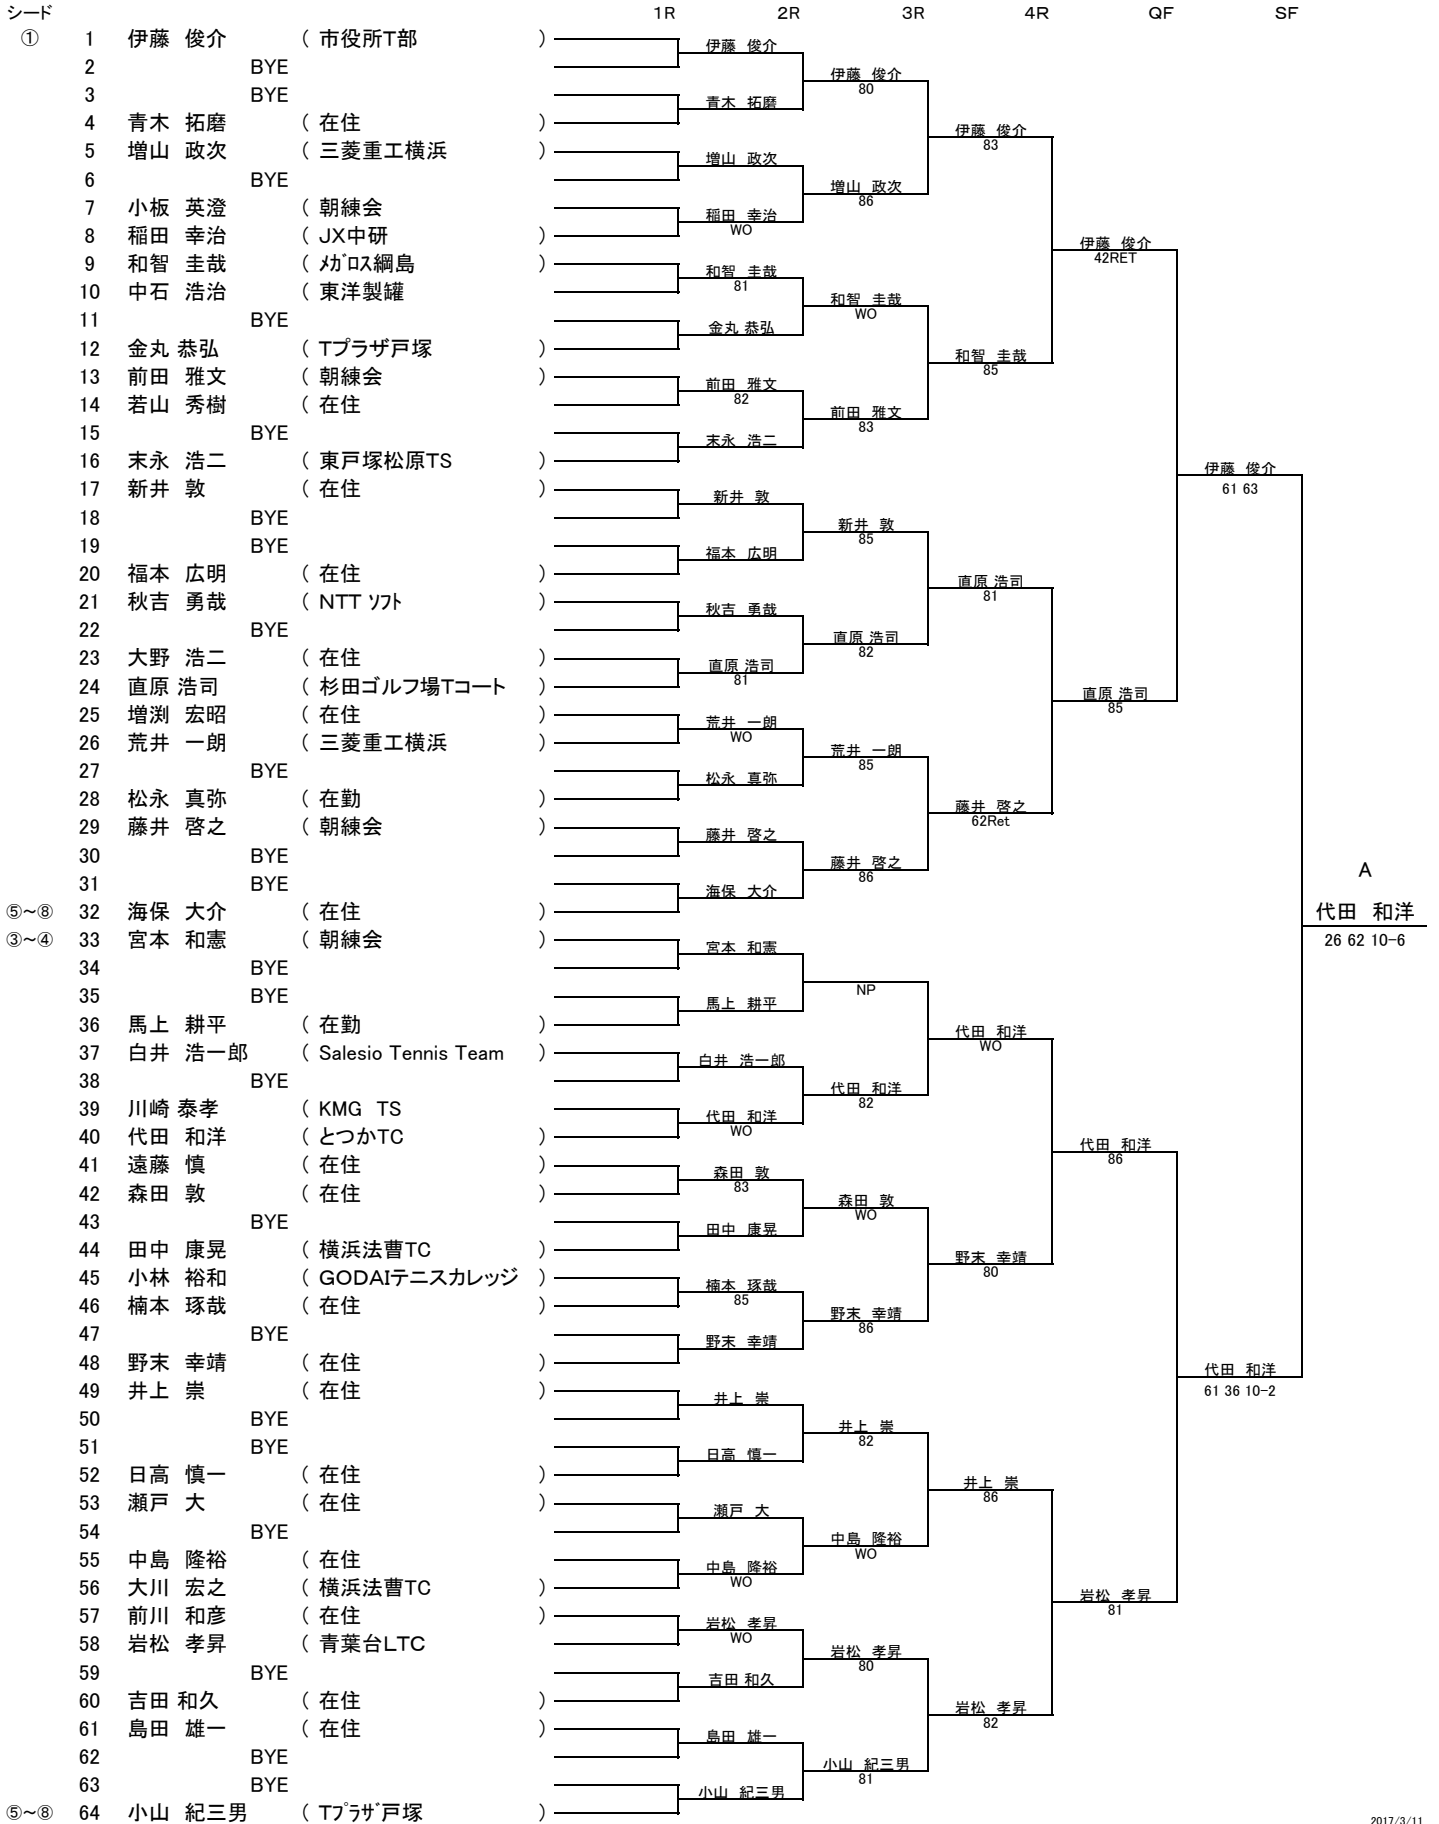 シード 1R 2R 3R 4R QF SF
① 1 伊藤 俊介 ( 市役所T部 )
伊藤 俊介
2 BYE
伊藤 俊介
80
3 BYE
青木 拓磨
4 青木 拓磨 ( 在住 )
伊藤 俊介
83
5 増山 政次 ( 三菱重工横浜 )
増山 政次
6 BYE
増山 政次
86
7 小板 英澄 ( 朝練会
稲田 幸治
WO
8 稲田 幸治 ( JX中研 )
伊藤 俊介
42RET
9 和智 圭哉 ( メガロス綱島 )
和智 圭哉
81
10 中石 浩治 ( 東洋製罐
和智 圭哉
WO
11 BYE
金丸 恭弘
12 金丸 恭弘 ( Tプラザ戸塚 )
和智 圭哉
85
13 前田 雅文 ( 朝練会 )
前田 雅文
82
14 若山 秀樹 ( 在住
前田 雅文
83
15 BYE
末永 浩二
16 末永 浩二 ( 東戸塚松原TS )
伊藤 俊介
61 63
17 新井 敦 ( 在住 )
新井 敦
18 BYE
新井 敦
85
19 BYE
福本 広明
20 福本 広明 ( 在住 )
直原 浩司
81
21 秋吉 勇哉 ( NTT ソフト )
秋吉 勇哉
22 BYE
直原 浩司
82
23 大野 浩二 ( 在住 )
直原 浩司
81
24 直原 浩司 ( 杉田ゴルフ場Tコート )
直原 浩司
85
25 増渕 宏昭 ( 在住 )
荒井 一朗
WO
26 荒井 一朗 ( 三菱重工横浜 )
荒井 一朗
85
27 BYE
松永 真弥
28 松永 真弥 ( 在勤 )
藤井 啓之
62Ret
29 藤井 啓之 ( 朝練会 )
藤井 啓之
30 BYE
藤井 啓之
86
31 BYE
海保 大介
A
⑤~⑧ 32 海保 大介 ( 在住 )
代田 和洋
26 62 10-6
③~④ 33 宮本 和憲 ( 朝練会 )
宮本 和憲
34 BYE
NP
35 BYE
馬上 耕平
36 馬上 耕平 ( 在勤 )
代田 和洋
WO
37 白井 浩一郎 ( Salesio Tennis Team )
白井 浩一郎
38 BYE
代田 和洋
82
39 川崎 泰孝 ( KMG TS
代田 和洋
WO
40 代田 和洋 ( とつかTC )
代田 和洋
86
41 遠藤 慎 ( 在住 )
森田 敦
83
42 森田 敦 ( 在住 )
森田 敦
WO
43 BYE
田中 康晃
44 田中 康晃 ( 横浜法曹TC )
野末 幸靖
80
45 小林 裕和 ( GODAIテニスカレッジ )
楠本 琢哉
85
46 楠本 琢哉 ( 在住 )
野末 幸靖
86
47 BYE
野末 幸靖
48 野末 幸靖 ( 在住 )
代田 和洋
61 36 10-2
49 井上 崇 ( 在住 )
井上 崇
50 BYE
井上 崇
82
51 BYE
日高 慎一
52 日高 慎一 ( 在住 )
井上 崇
86
53 瀬戸 大 ( 在住 )
瀬戸 大
54 BYE
中島 隆裕
WO
55 中島 隆裕 ( 在住
中島 隆裕
WO
56 大川 宏之 ( 横浜法曹TC )
岩松 孝昇
81
57 前川 和彦 ( 在住 )
岩松 孝昇
WO
58 岩松 孝昇 ( 青葉台LTC
岩松 孝昇
80
59 BYE
吉田 和久
60 吉田 和久 ( 在住 )
岩松 孝昇
82
61 島田 雄一 ( 在住 )
島田 雄一
62 BYE
小山 紀三男
81
63 BYE
小山 紀三男
⑤~⑧ 64 小山 紀三男 ( Tプラザ戸塚 )
2017/3/11